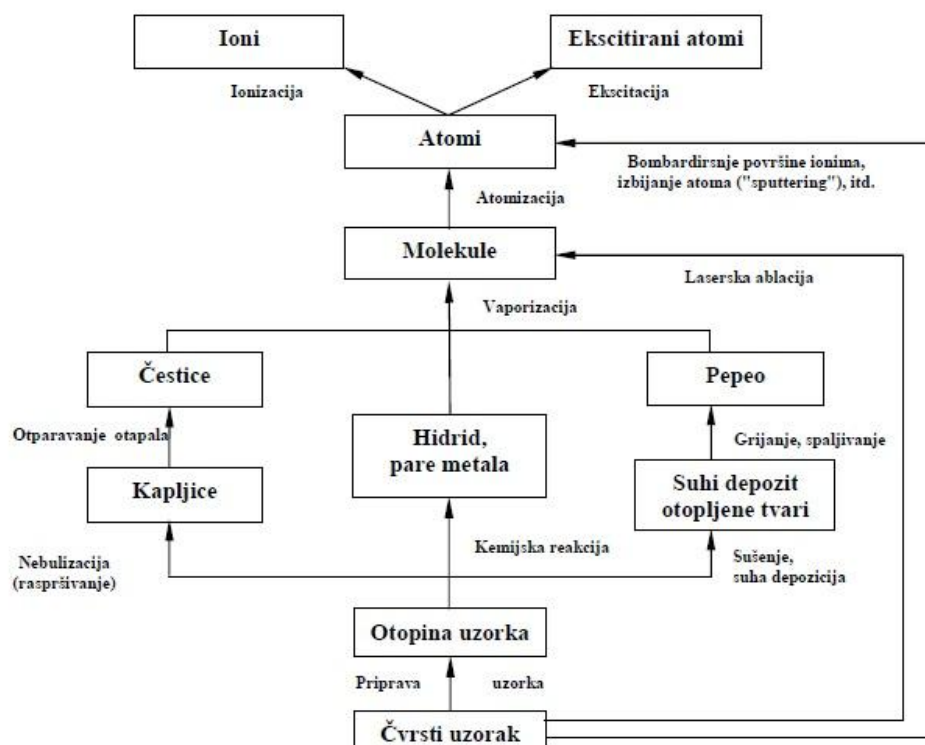 Ioni
Ekscitirani atomi
Ionizacija
Ekscitacija
Atomi
Bombardirsnje površine ionima,
izbijanje atoma ("sputtering"), itd.
Atomizacija
Molekule
Laserska ablacija
Vaporizacija
Čestice
Pepeo
Otparavanje otapala
Hidrid,
pare metala
Grijanje, spaljivanje
Kapljice
Suhi depozit
otopljene tvari
Nebulizacija
(raspršivanje)
Kemijska reakcija
Sušenje,
suha depozicija
Otopina uzorka
Priprava uzorka
Čvrsti uzorak